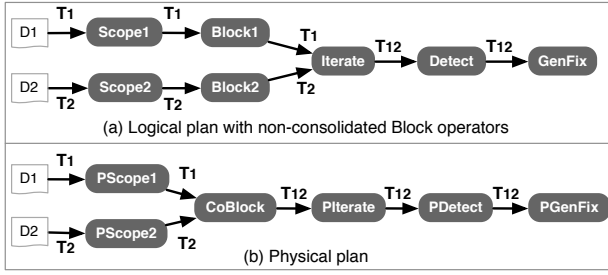 D1 T1 Scope1 T1 Block1 T1
Iterate T12 Detect T12 GenFix
D2 T2 Scope2 T2 Block2 T2
(a) Logical plan with non-consolidated Block operators
D1 T1 PScope1 T1
CoBlock T12 PIterate T12 PDetect T12 PGenFix
D2 T2 PScope2 T2
(b) Physical plan